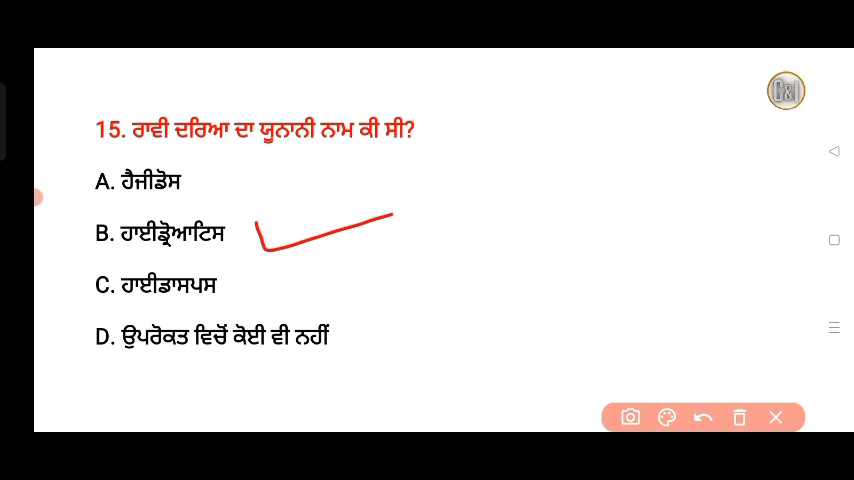 C&I
15. ਰਾਵੀ ਦਰਿਆ ਦਾ ਯੂਨਾਨੀ ਨਾਮ ਕੀ ਸੀ?
A. ਹੈਜੀਡੋਸ
B. ਹਾਈਡ੍ਰੋਆਟਿਸ
C. ਹਾਈਡਾਸਪਸ
D. ਉਪਰੋਕਤ ਵਿਚੋਂ ਕੋਈ ਵੀ ਨਹੀਂ